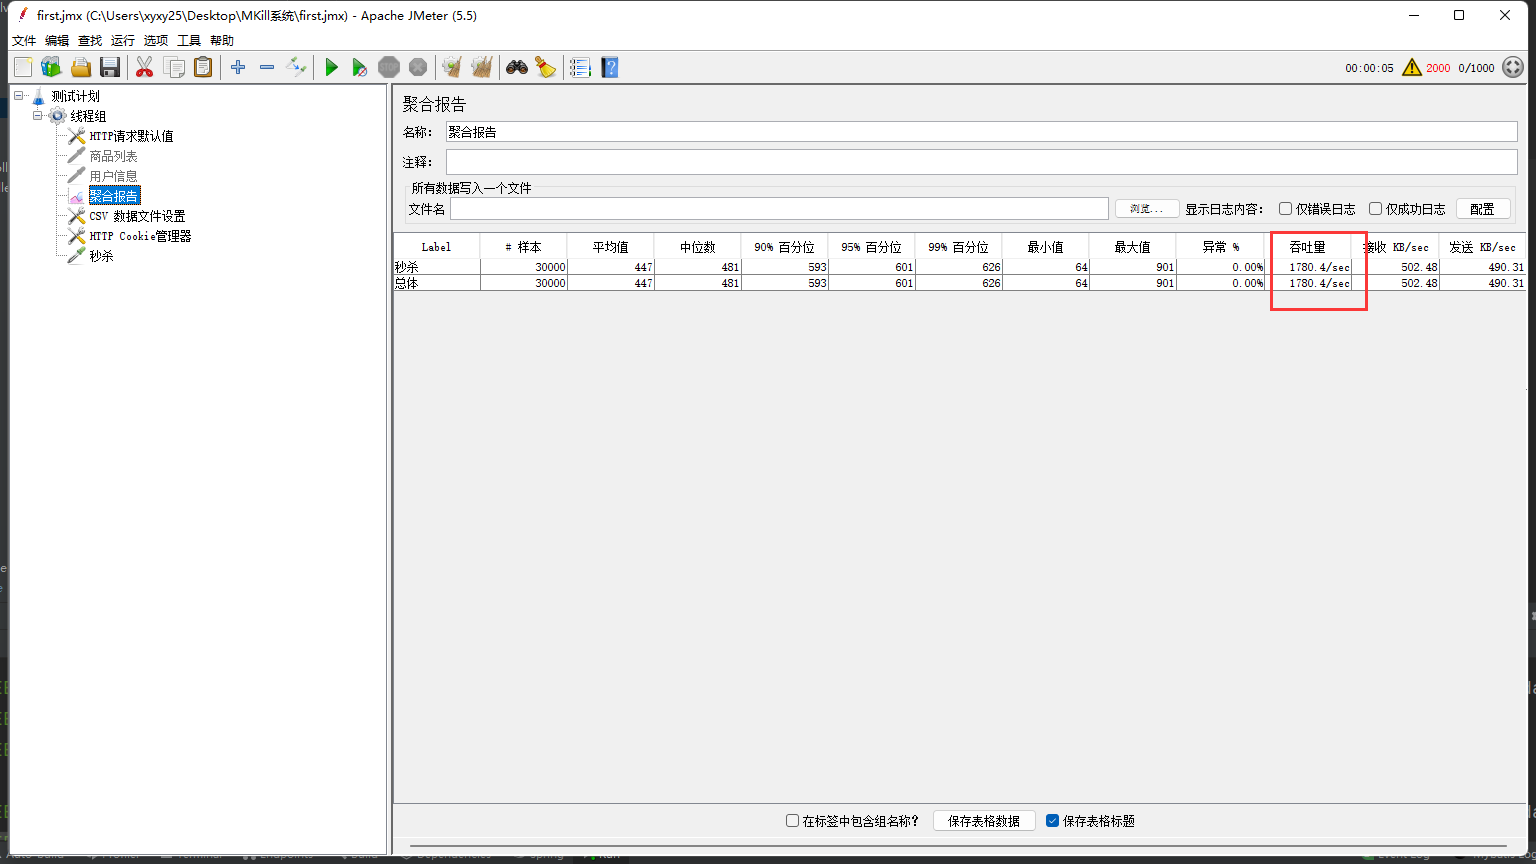 first.jmx (C:\Users\xyxy25\Desktop\MKill系统\first.jmx) - Apache JMeter (5.5)
文件 编辑 查找 运行 选项 工具 帮助
00:00:05 2000 0/1000
测试计划
线程组
HTTP请求默认值
商品列表
用户信息
聚合报告
CSV 数据文件设置
HTTP Cookie管理器
秒杀
聚合报告
名称： 聚合报告
注释：
所有数据写入一个文件
文件名 浏览... 显示日志内容： 仅错误日志 仅成功日志 配置
Label # 样本 平均值 中位数 90% 百分位 95% 百分位 99% 百分位 最小值 最大值 异常 % 吞吐量 接收 KB/sec 发送 KB/sec
秒杀 30000 447 481 593 601 626 64 901 0.00% 1780.4/sec 502.48 490.31
总体 30000 447 481 593 601 626 64 901 0.00% 1780.4/sec 502.48 490.31
在标签中包含组名称？ 保存表格数据 保存表格标题